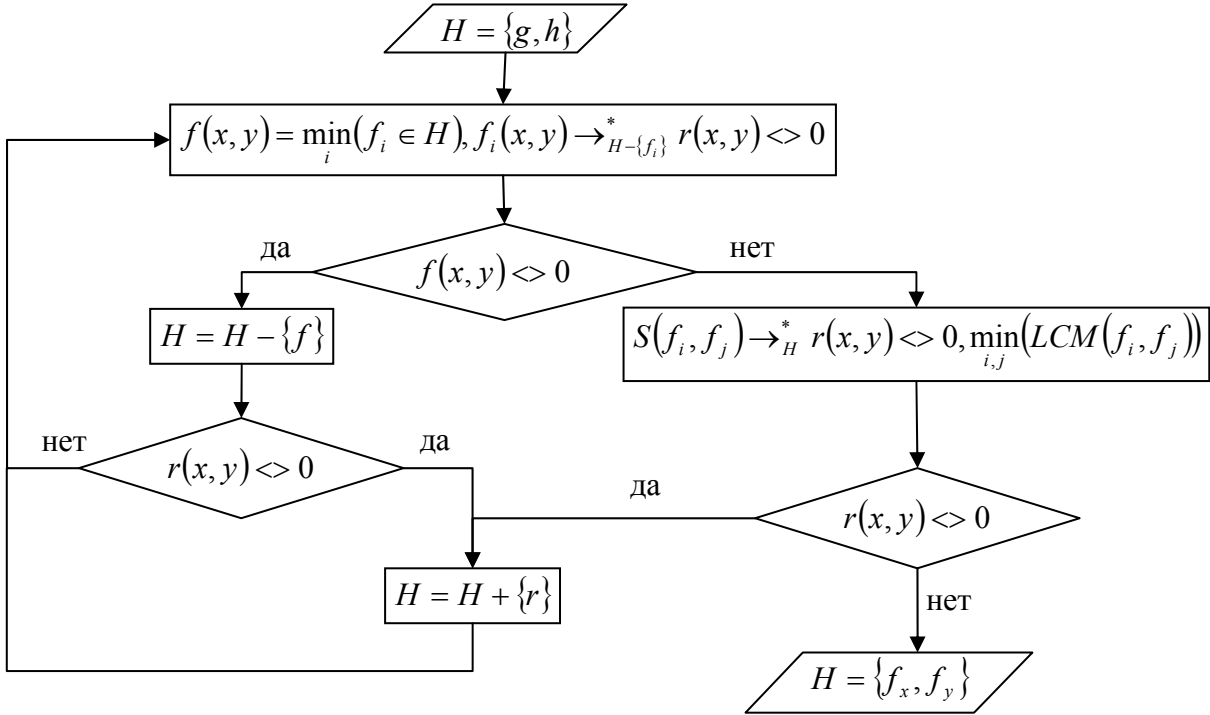 H = {g, h}
f(x, y) = min_i(f_i ∈ H), f_i(x, y) →^*_{H−{f_i}} r(x, y) <> 0
да
f(x, y) <> 0
нет
H = H − {f}
S(f_i, f_j) →^*_H r(x, y) <> 0, min_{i,j}(LCM(f_i, f_j))
нет
r(x, y) <> 0
да
да
r(x, y) <> 0
H = H + {r}
нет
H = {f_x, f_y}